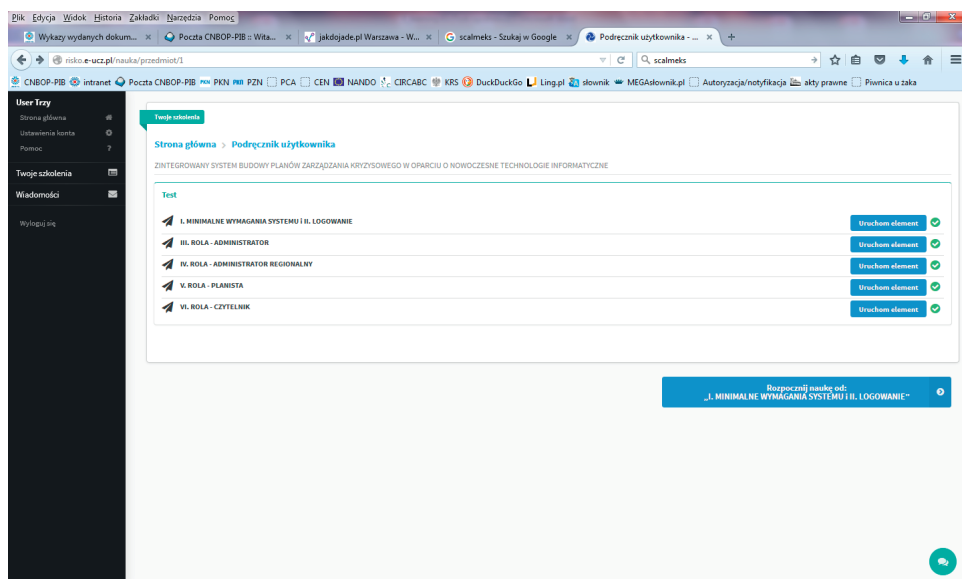 Plik Edycja Widok Historia Zakładki Narzędzia Pomoc
Wykazy wydanych dokum... Poczta CNBOP-PIB :: Wita... jakdojade.pl Warszawa - W... scalmeks - Szukaj w Google Podręcznik użytkownika - ...
risko.e-ucz.pl/nauka/przedmiot/1 scalmeks
CNBOP-PIB intranet Poczta CNBOP-PIB PKN PZN PCA CEN NANDO CIRCABC KRS DuckDuckGo Ling.pl słownik MEGAsłownik.pl Autoryzacja/notyfikacja akty prawne Piwnica u zaka
User Trzy
Strona główna
Ustawienia konta
Pomoc
Twoje szkolenia
Wiadomości
Wyloguj się
Twoje szkolenia
Strona główna > Podręcznik użytkownika
ZINTEGROWANY SYSTEM BUDOWY PLANÓW ZARZĄDZANIA KRYZYSOWEGO W OPARCIU O NOWOCZESNE TECHNOLOGIE INFORMATYCZNE
Test
I. MINIMALNE WYMAGANIA SYSTEMU i II. LOGOWANIE Uruchom element
III. ROLA - ADMINISTRATOR Uruchom element
IV. ROLA - ADMINISTRATOR REGIONALNY Uruchom element
V. ROLA - PLANISTA Uruchom element
VI. ROLA - CZYTELNIK Uruchom element
Rozpocznij naukę od:
„I. MINIMALNE WYMAGANIA SYSTEMU i II. LOGOWANIE"